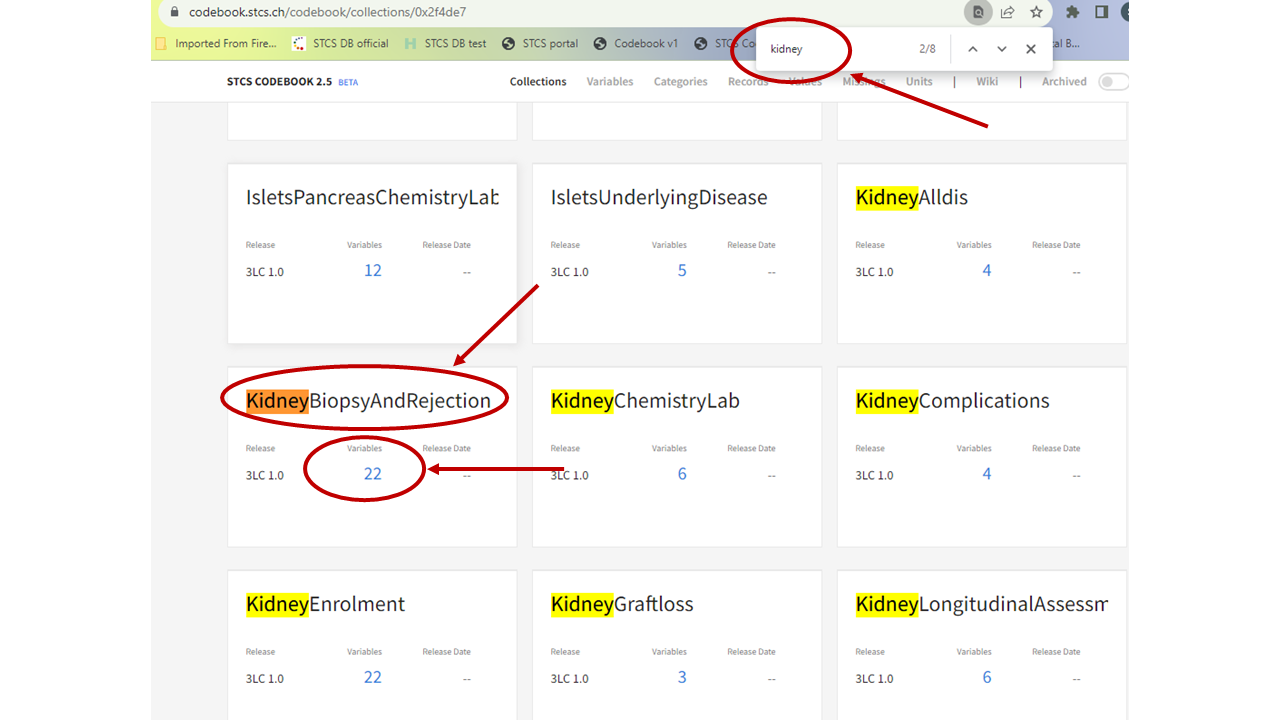 codebook.stcs.ch/codebook/collections/0x2f4de7
kidney 2/8
Imported From Fire... STCS DB official STCS DB test STCS portal Codebook v1 STCS Co al B...
STCS CODEBOOK 2.5 BETA Collections Variables Categories Records Values Missings Units | Wiki | Archived
IsletsPancreasChemistryLab IsletsUnderlyingDisease KidneyAlldis
Release Variables Release Date Release Variables Release Date Release Variables Release Date
3LC 1.0 12 -- 3LC 1.0 5 -- 3LC 1.0 4 --
KidneyBiopsyAndRejection KidneyChemistryLab KidneyComplications
Release Variables Release Date Release Variables Release Date Release Variables Release Date
3LC 1.0 22 -- 3LC 1.0 6 -- 3LC 1.0 4 --
KidneyEnrolment KidneyGraftloss KidneyLongitudinalAssessm
Release Variables Release Date Release Variables Release Date Release Variables Release Date
3LC 1.0 22 -- 3LC 1.0 3 -- 3LC 1.0 6 --